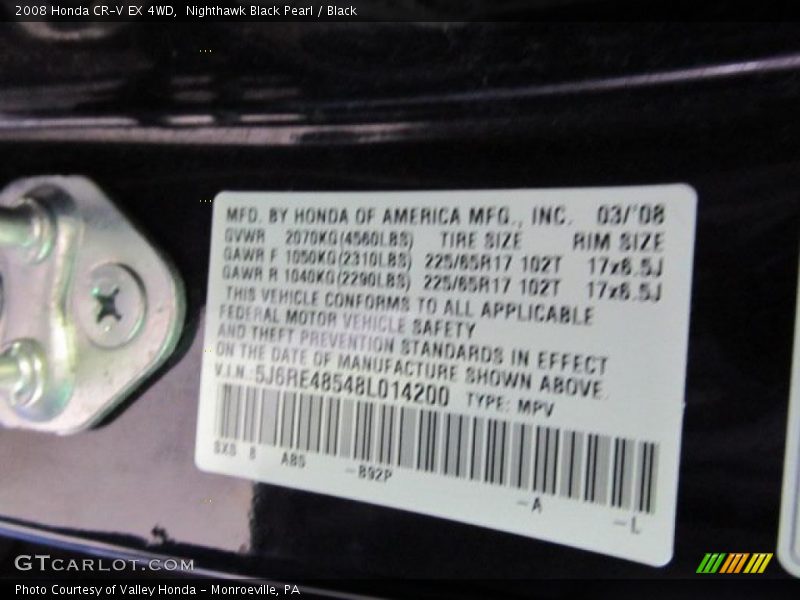 2008 Honda CR-V EX 4WD, Nighthawk Black Pearl / Black
MFD. BY HONDA OF AMERICA MFG., INC. 03/'08
GVWR 2070KG(4560LBS) TIRE SIZE RIM SIZE
GAWR F 1050KG(2310LBS) 225/65R17 102T 17x6.5J
GAWR R 1040KG(2290LBS) 225/65R17 102T 17x6.5J
THIS VEHICLE CONFORMS TO ALL APPLICABLE
FEDERAL MOTOR VEHICLE SAFETY
AND THEFT PREVENTION STANDARDS IN EFFECT
ON THE DATE OF MANUFACTURE SHOWN ABOVE.
V.I.N.: 5J6RE48548L014200 TYPE: MPV
SXS 8 ABS -B92P -A -L
GTCARLOT.COM
Photo Courtesy of Valley Honda - Monroeville, PA